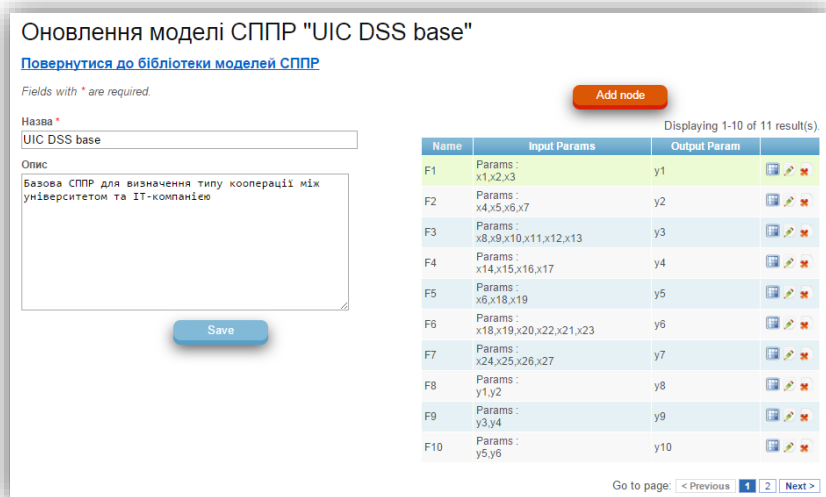 Оновлення моделі СППР "UIC DSS base"
Повернутися до бібліотеки моделей СППР
Fields with * are required.
Назва *
UIC DSS base
Опис
Базова СППР для визначення типу кооперації між
університетом та ІТ-компанією
Save
Add node
Displaying 1-10 of 11 result(s).
Name Input Params Output Param
F1 Params : x1,x2,x3 y1
F2 Params : x4,x5,x6,x7 y2
F3 Params : x8,x9,x10,x11,x12,x13 y3
F4 Params : x14,x15,x16,x17 y4
F5 Params : x6,x18,x19 y5
F6 Params : x18,x19,x20,x22,x21,x23 y6
F7 Params : x24,x25,x26,x27 y7
F8 Params : y1,y2 y8
F9 Params : y3,y4 y9
F10 Params : y5,y6 y10
Go to page: < Previous 1 2 Next >